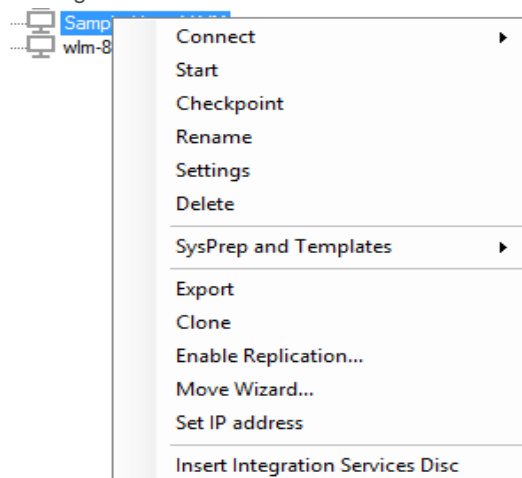 Connect
wlm-8
Start
Checkpoint
Rename
Settings
Delete
SysPrep and Templates
Export
Clone
Enable Replication...
Move Wizard...
Set IP address
Insert Integration Services Disc